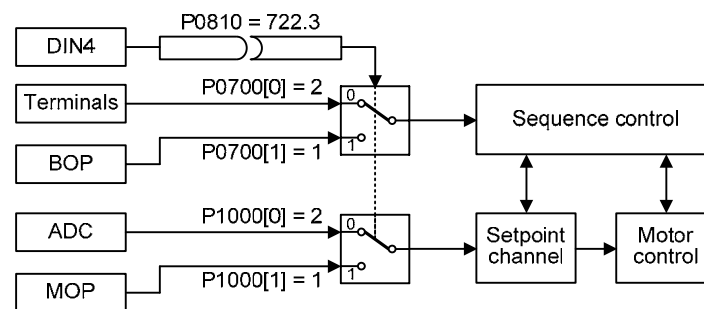 P0810 = 722.3
DIN4
Terminals
P0700[0] = 2
0
Sequence control
BOP
P0700[1] = 1
1
ADC
P1000[0] = 2
0
Setpoint
channel
Motor
control
MOP
P1000[1] = 1
1